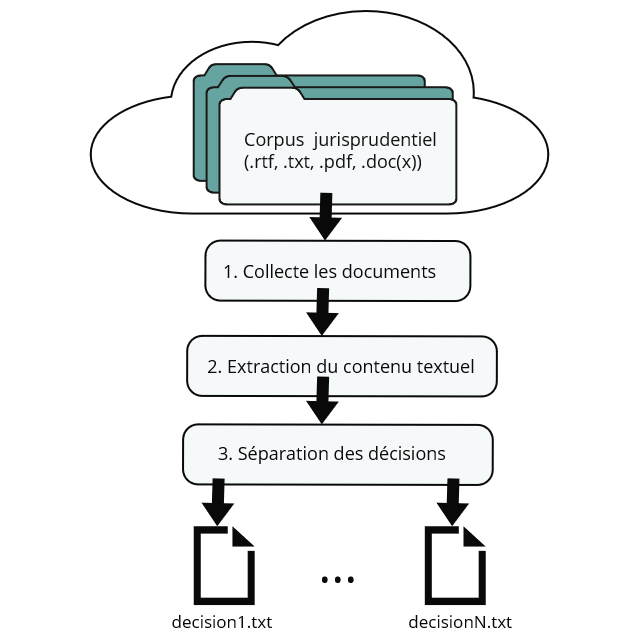 Corpus jurisprudentiel
(.rtf, .txt, .pdf, .doc(x))
1. Collecte les documents
2. Extraction du contenu textuel
3. Séparation des décisions
...
decision1.txt
decisionN.txt